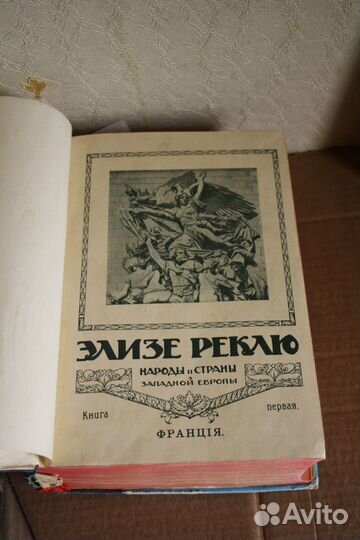 ЭЛИЗЕ РЕКЛЮ
НАРОДЫ и СТРАНЫ
ЗАПАДНОЙ ЕВРОПЫ
Книга первая.
ФРАНЦІЯ.
Avito